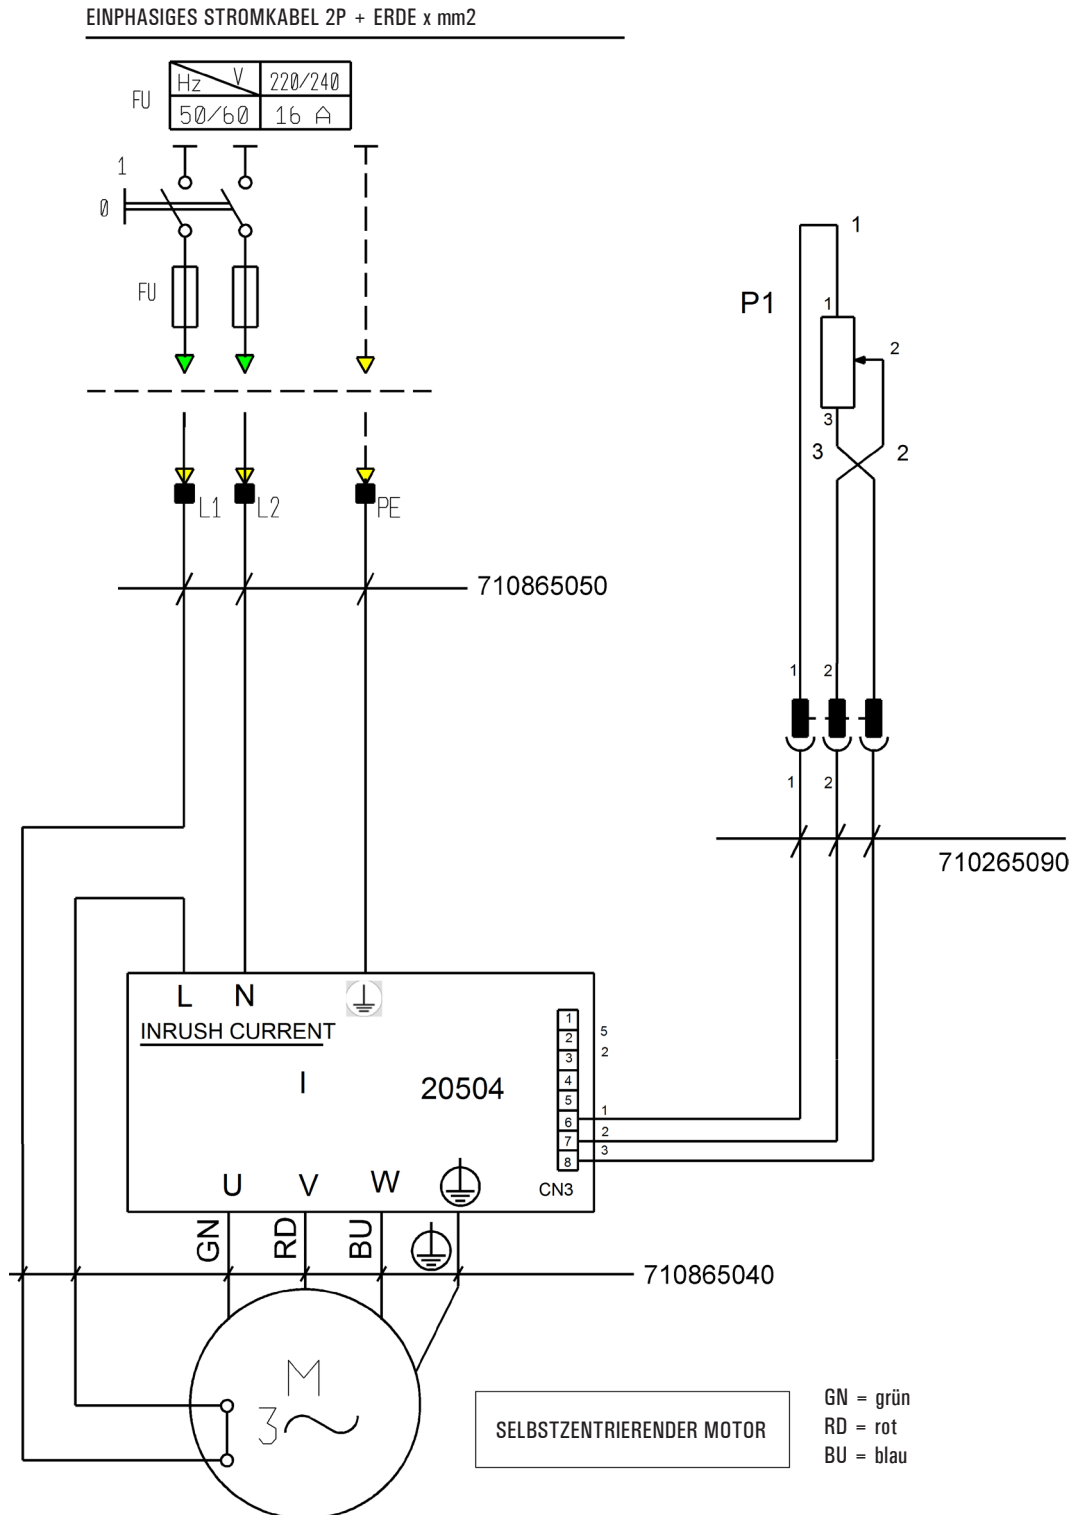 EINPHASIGES STROMKABEL 2P + ERDE x mm2
Hz V 220/240
FU
50/60 16 A
1
0
FU
L1 L2 PE
710865050
1
P1
1
2
3
3 2
1 2
1 2
710265090
L N
INRUSH CURRENT
I
20504
1
2
3
4
5
6
7
8
5
2
1
2
3
CN3
U V W
GN RD BU
710865040
M
3~
SELBSTZENTRIERENDER MOTOR
GN = grün
RD = rot
BU = blau